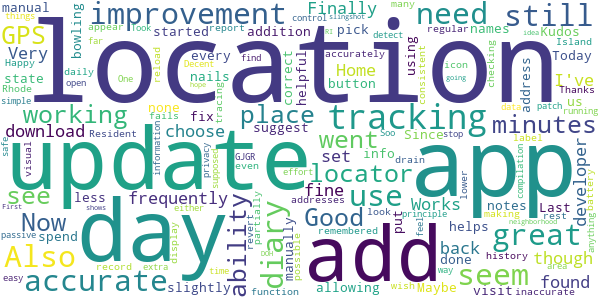 location
update
app
day
add
improvement
need
still
tracking
GPS
Very
Finally
working
place
minutes
Now
see
Also
accurate
diary
ability
locator
use
Good
great
seem
developer
found
visit
though
Works
notes
went
fine
set
info
choose
download
frequently
slightly
manually
I've
address
Today
us
Kudos
names
using
pick
Home
button
suggest
helpful
correct
every
addition
started
nails
bowling
manual
appear
far
things
look
report
control
slingshot
RI
many
detect
regular
accurately
find
icon
Island
idea
checking
consistent
patch
running
Thanks
going
simple
open
daily
Happy
One
Decent
hope
reload
tracing
state
Rhode
none
fix
Since
Last
label
data
compilation
safe
Resident
visual
fails
GJGR
privacy
supposed
information
even
effort
drain
Soo
stop
lower
addresses
less
spend
partially
revert
possible
principle
feel
making
battery
anything
First
shows
passive
display
either
record
extra
easy
function
time
DOH
remembered
put
back
helps
Maybe
done
way
wish
allowing
history
area
inaccurate
neighborhood
rest